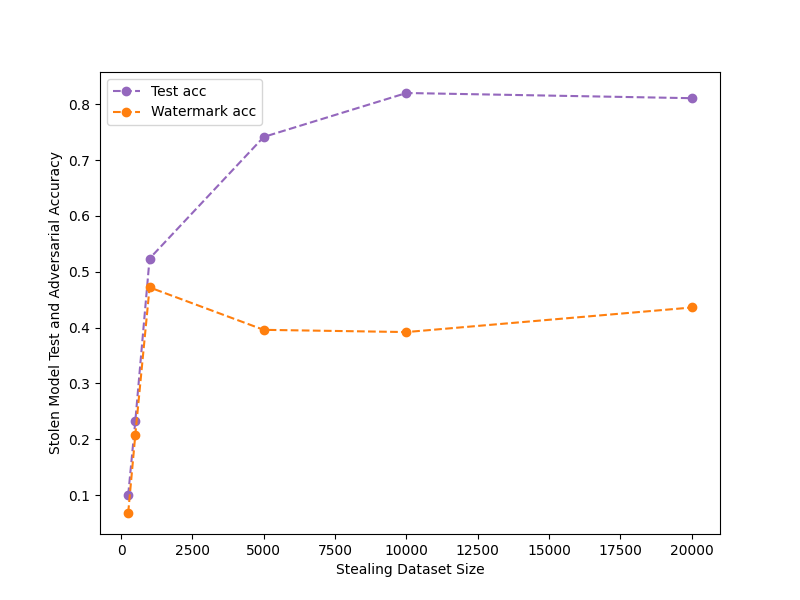 Test acc
Watermark acc
Stolen Model Test and Adversarial Accuracy
0.8
0.7
0.6
0.5
0.4
0.3
0.2
0.1
0 2500 5000 7500 10000 12500 15000 17500 20000
Stealing Dataset Size